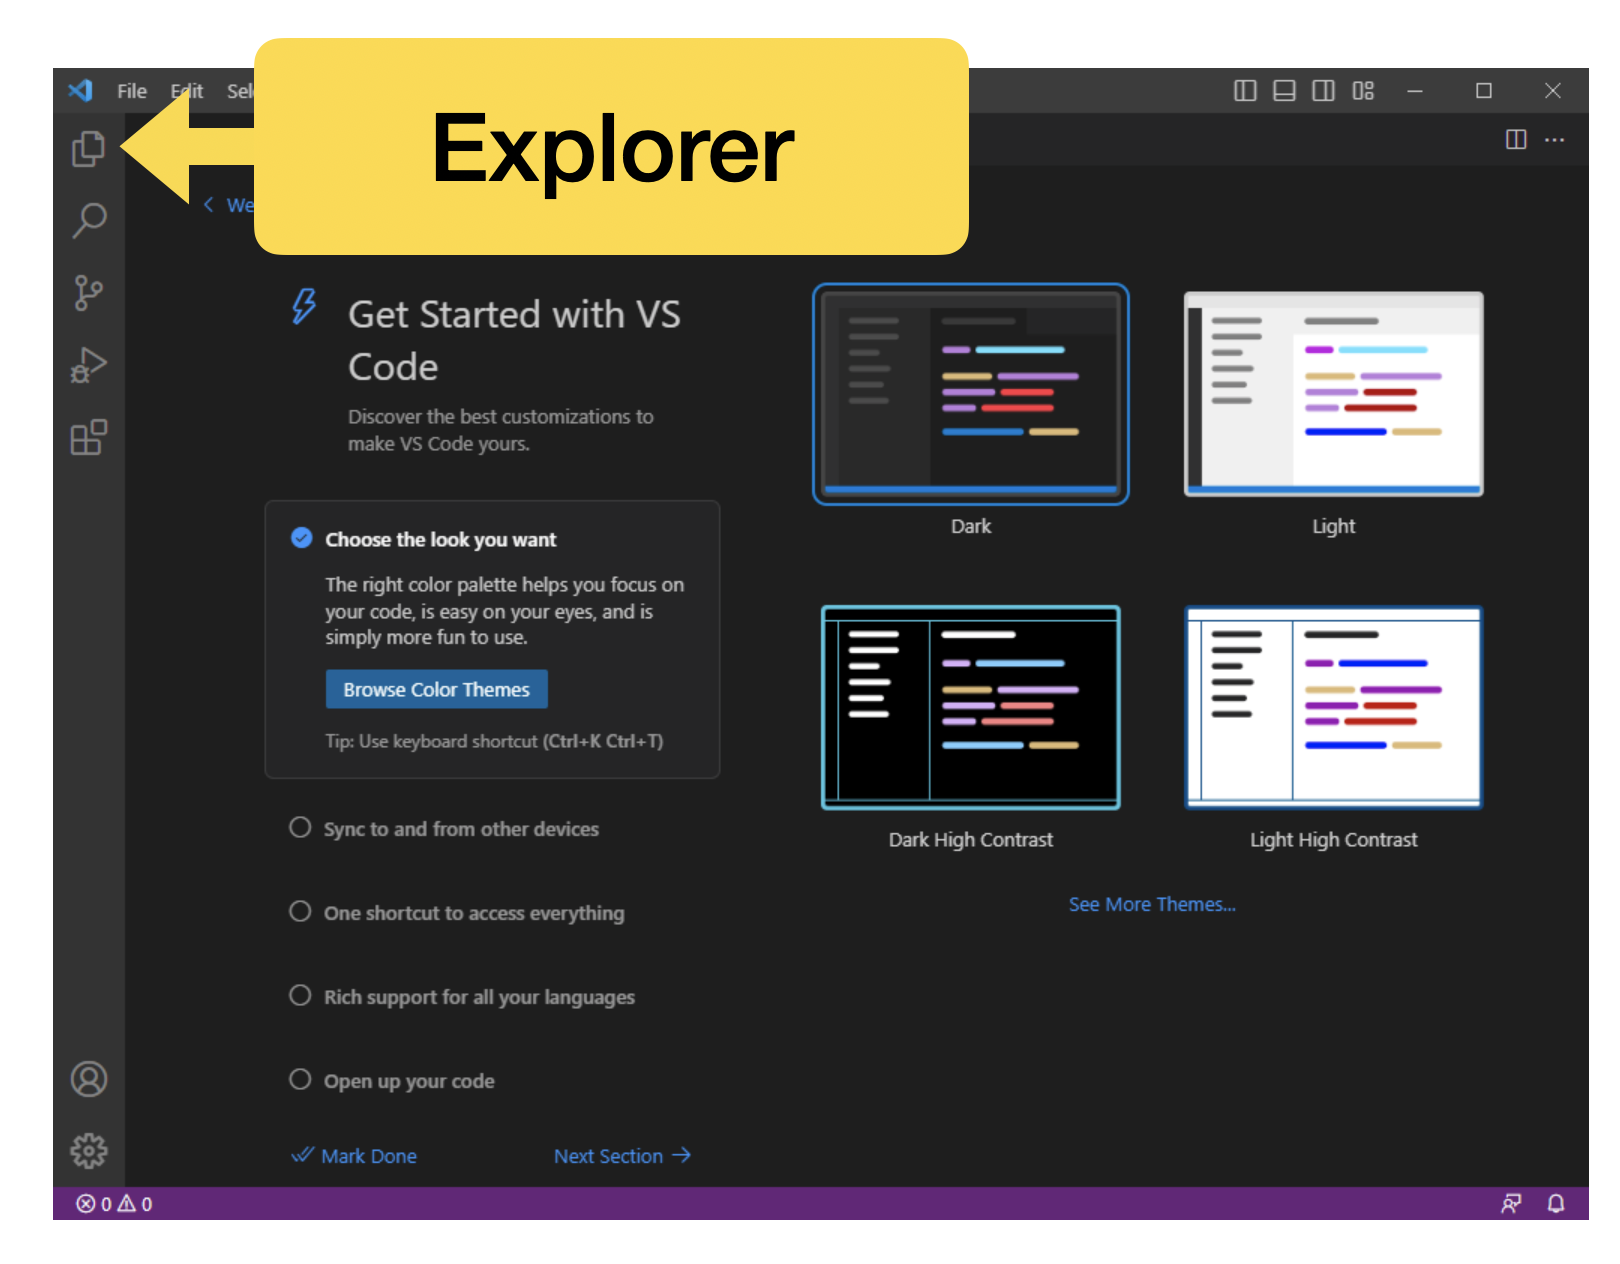 File Edit
Explorer
Get Started with VS
Code
Discover the best customizations to
make VS Code yours.
Choose the look you want
The right color palette helps you focus on
your code, is easy on your eyes, and is
simply more fun to use.
Browse Color Themes
Tip: Use keyboard shortcut (Ctrl+K Ctrl+T)
Sync to and from other devices
One shortcut to access everything
Rich support for all your languages
Open up your code
Mark Done
Next Section
Dark
Light
Dark High Contrast
Light High Contrast
See More Themes...
0 0